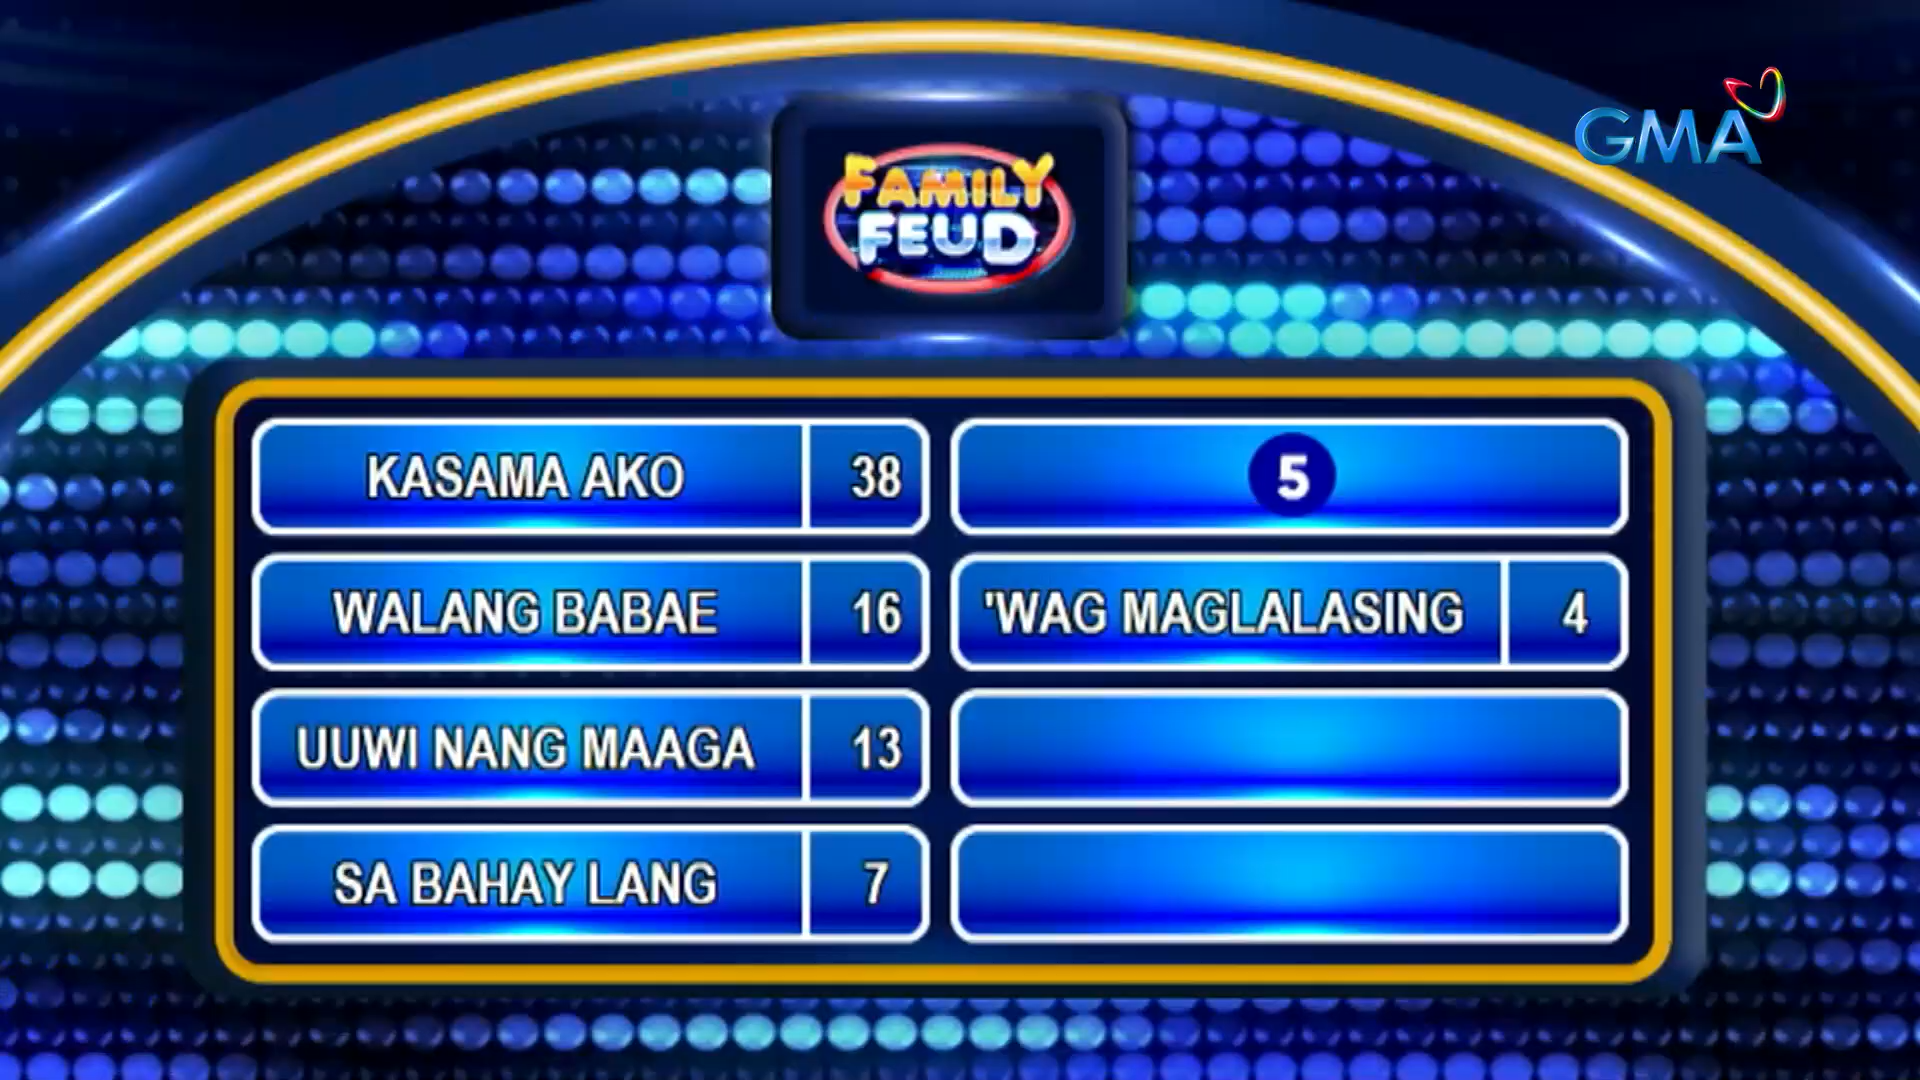 GMA
FAMILY
FEUD
KASAMA AKO 38
WALANG BABAE 16
UUWI NANG MAAGA 13
SA BAHAY LANG 7
5
'WAG MAGLALASING 4